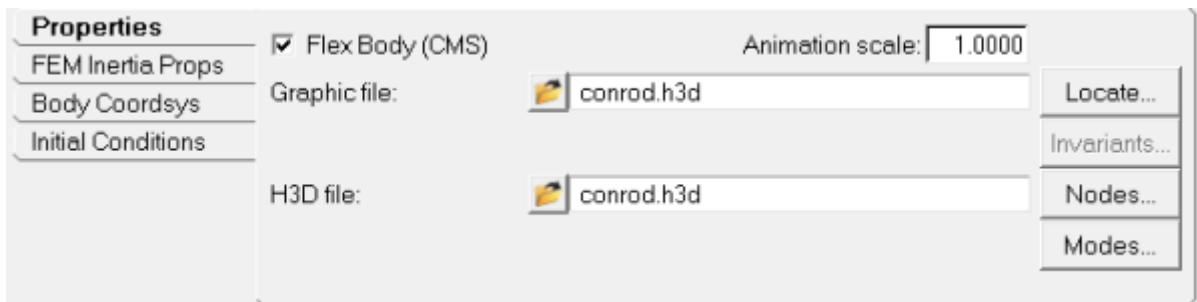 Properties
FEM Inertia Props
Body Coordsys
Initial Conditions
Flex Body (CMS) Animation scale: 1.0000
Graphic file: conrod.h3d Locate...
Invariants...
H3D file: conrod.h3d Nodes...
Modes...